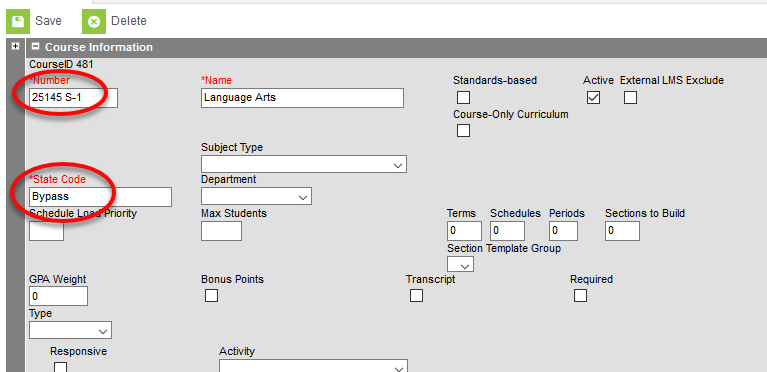 Save Delete
Course Information
CourseID 481
*Number *Name Standards-based Active External LMS Exclude
25145 S-1 Language Arts
Course-Only Curriculum
Subject Type
*State Code Department
Bypass
Schedule Load Priority Max Students Terms Schedules Periods Sections to Build
0 0 0 0
Section Template Group
GPA Weight Bonus Points Transcript Required
0
Type
Responsive Activity